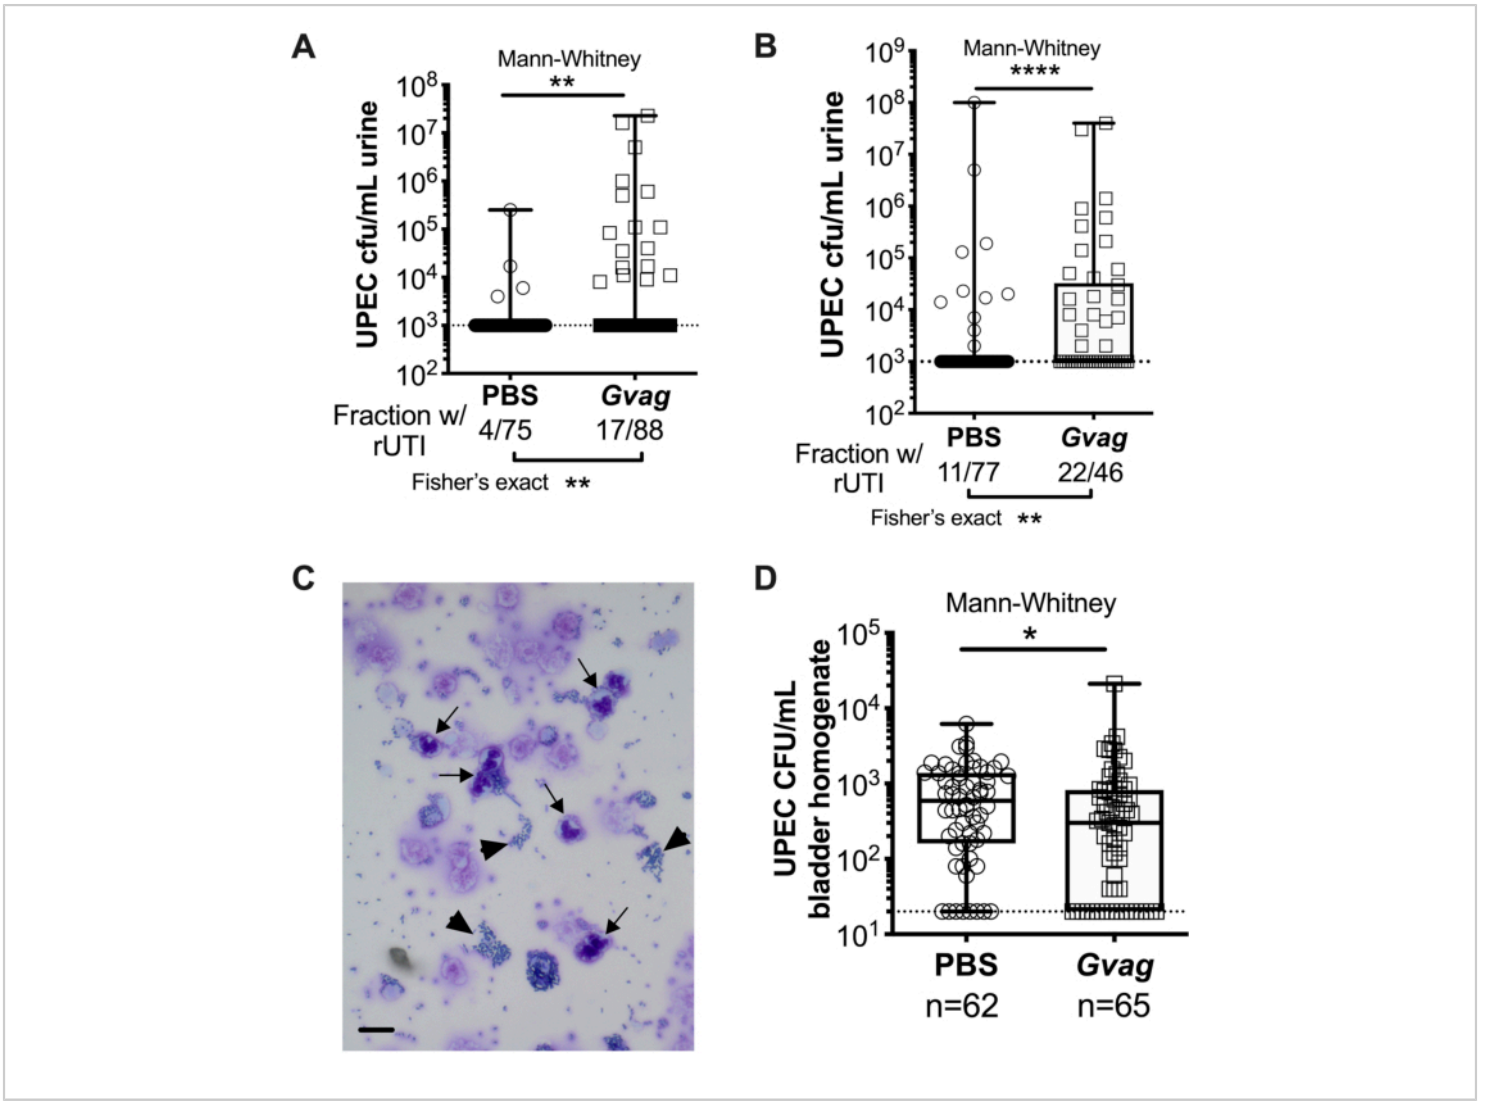 A
Mann-Whitney
**
UPEC cfu/mL urine
10^8
10^7
10^6
10^5
10^4
10^3
10^2
PBS
Gvag
Fraction w/
rUTI
4/75
17/88
Fisher's exact **
B
Mann-Whitney
****
UPEC cfu/mL urine
10^9
10^8
10^7
10^6
10^5
10^4
10^3
10^2
PBS
Gvag
Fraction w/
rUTI
11/77
22/46
Fisher's exact **
C
D
Mann-Whitney
*
UPEC CFU/mL
bladder homogenate
10^5
10^4
10^3
10^2
10^1
PBS
Gvag
n=62
n=65